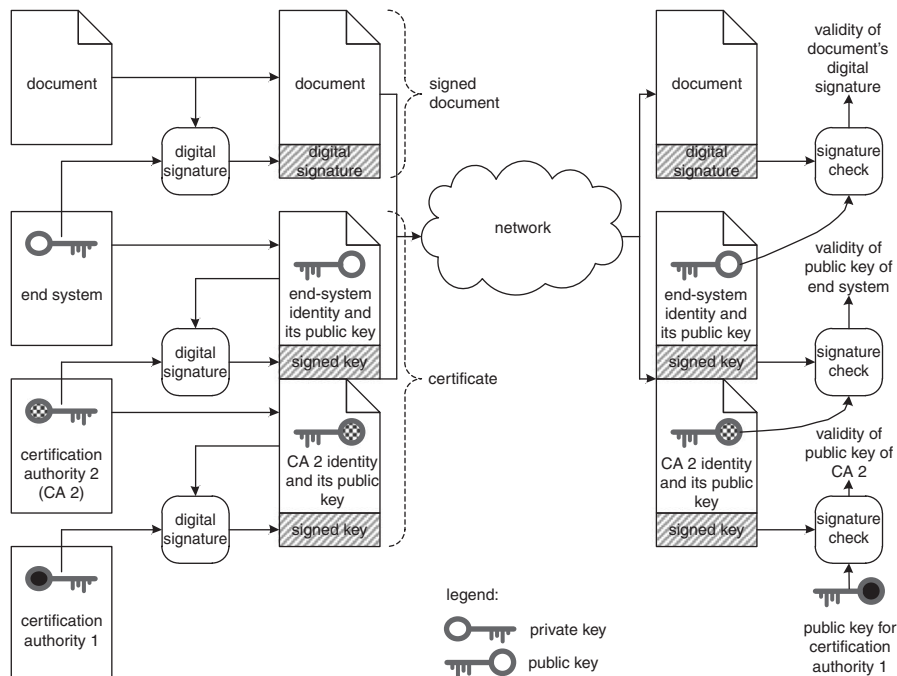 document
digital
signature
document
digital
signature
signed
document
end system
digital
signature
end-system
identity and
its public key
signed key
certification
authority 2
(CA 2)
digital
signature
CA 2 identity
and its public
key
signed key
certificate
certification
authority 1
network
legend:
private key
public key
document
digital
signature
signature
check
validity of
document's
digital
signature
end-system
identity and
its public key
signed key
signature
check
validity of
public key of
end system
CA 2 identity
and its public
key
signed key
signature
check
validity of
public key of
CA 2
public key for
certification
authority 1